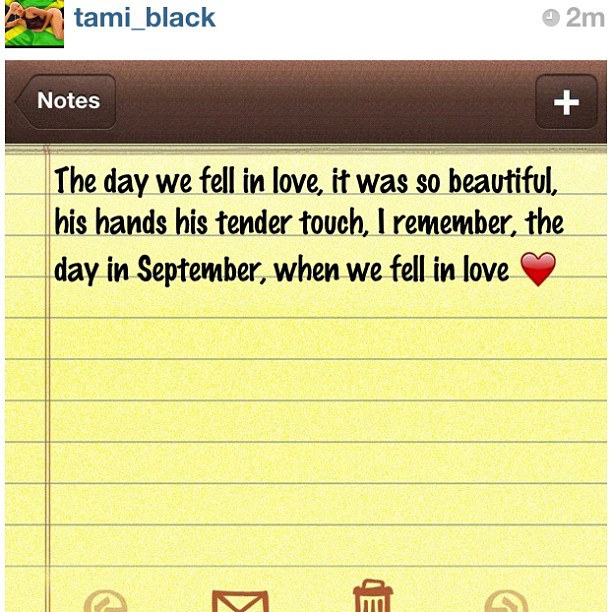 tami_black
2m
Notes
+
The day we fell in love, it was so beautiful,
his hands his tender touch, I remember, the
day in September, when we fell in love ❤️